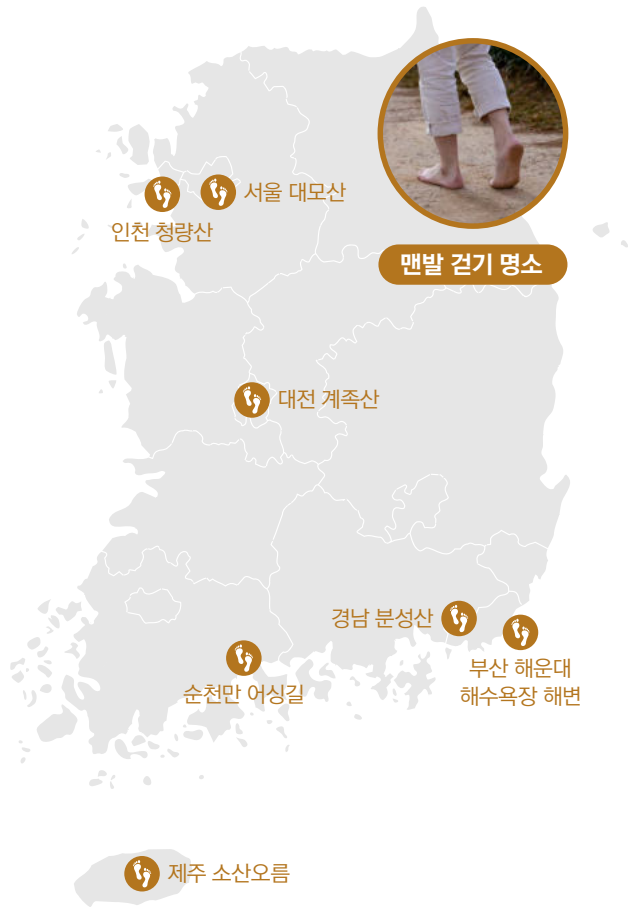 맨발 걷기 명소
서울 대모산
인천 청량산
대전 계족산
경남 분성산
부산 해운대
해수욕장 해변
순천만 어싱길
제주 소산오름